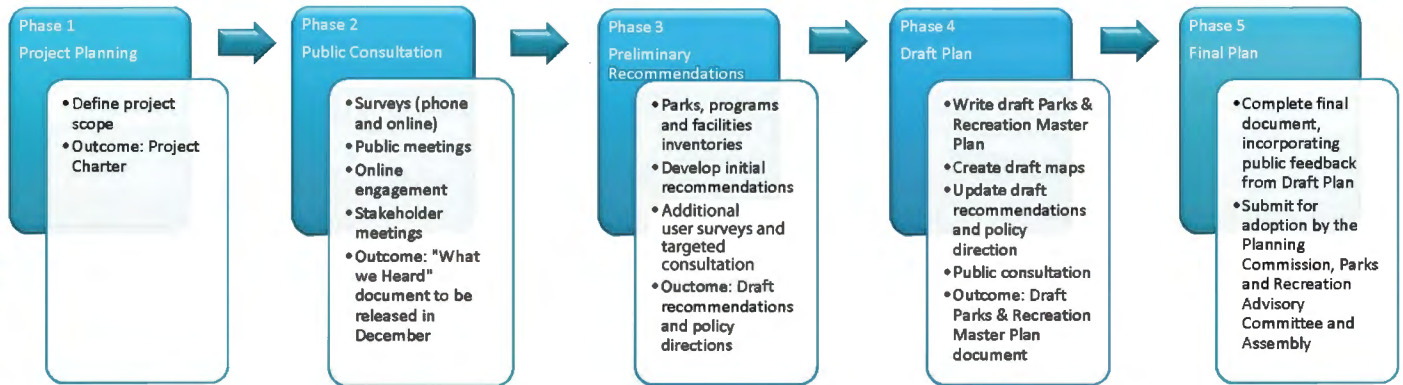 Phase 1
Project Planning
• Define project
scope
• Outcome: Project
Charter
Phase 2
Public Consultation
• Surveys (phone
and online)
• Public meetings
• Online
engagement
• Stakeholder
meetings
• Outcome: "What
we Heard"
document to be
released in
December
Phase 3
Preliminary
Recommendations
• Parks, programs
and facilities
inventories
• Develop initial
recommendations
• Additional
user surveys and
targeted
consultation
• Ouctome: Draft
recommendations
and policy
directions
Phase 4
Draft Plan
• Write draft Parks &
Recreation Master
Plan
• Create draft maps
• Update draft
recommendations
and policy
direction
• Public consultation
• Outcome: Draft
Parks & Recreation
Master Plan
document
Phase 5
Final Plan
• Complete final
document,
incorporating
public feedback
from Draft Plan
• Submit for
adoption by the
Planning
Commission, Parks
and Recreation
Advisory
Committee and
Assembly